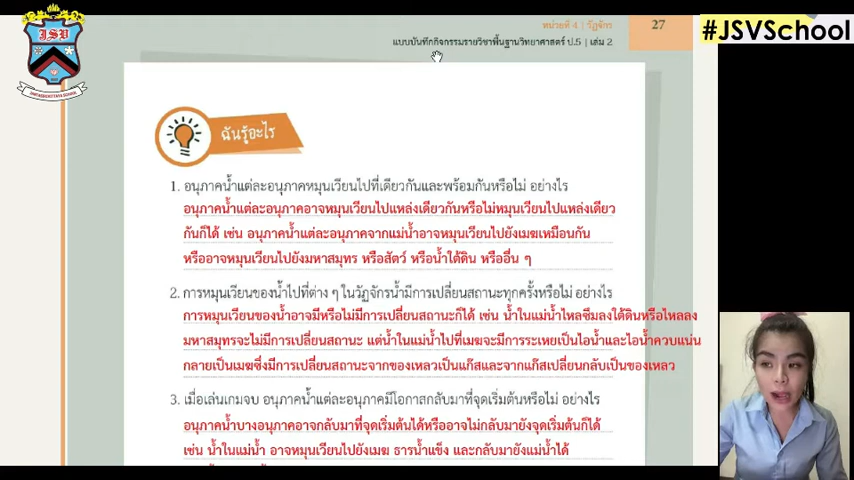 หน่วยที่ 4 | วัฏจักร
27
#JSVSchool
แบบบันทึกกิจกรรมรายวิชาพื้นฐานวิทยาศาสตร์ ป.5 | เล่ม 2
JSV
ฉันรู้อะไร
1. อนุภาคน้ำแต่ละอนุภาคหมุนเวียนไปที่เดียวกันและพร้อมกันหรือไม่ อย่างไร
อนุภาคน้ำแต่ละอนุภาคอาจหมุนเวียนไปแหล่งเดียวกันหรือไม่หมุนเวียนไปแหล่งเดียว
กันก็ได้ เช่น อนุภาคน้ำแต่ละอนุภาคจากแม่น้ำอาจหมุนเวียนไปยังเมฆเหมือนกัน
หรืออาจหมุนเวียนไปยังมหาสมุทร หรือสัตว์ หรือน้ำใต้ดิน หรืออื่น ๆ
2. การหมุนเวียนของน้ำไปที่ต่าง ๆ ในวัฏจักรน้ำมีการเปลี่ยนสถานะทุกครั้งหรือไม่ อย่างไร
การหมุนเวียนของน้ำอาจมีหรือไม่มีการเปลี่ยนสถานะก็ได้ เช่น น้ำในแม่น้ำไหลซึมลงใต้ดินหรือไหลลง
มหาสมุทรจะไม่มีการเปลี่ยนสถานะ แต่น้ำในแม่น้ำไปที่เมฆจะมีการระเหยเป็นไอน้ำและไอน้ำควบแน่น
กลายเป็นเมฆซึ่งมีการเปลี่ยนสถานะจากของเหลวเป็นแก๊สและจากแก๊สเปลี่ยนกลับเป็นของเหลว
3. เมื่อเล่นเกมจบ อนุภาคน้ำแต่ละอนุภาคมีโอกาสกลับมาที่จุดเริ่มต้นหรือไม่ อย่างไร
อนุภาคน้ำบางอนุภาคอาจกลับมาที่จุดเริ่มต้นได้หรืออาจไม่กลับมายังจุดเริ่มต้นก็ได้
เช่น น้ำในแม่น้ำ อาจหมุนเวียนไปยังเมฆ ธารน้ำแข็ง และกลับมายังแม่น้ำได้